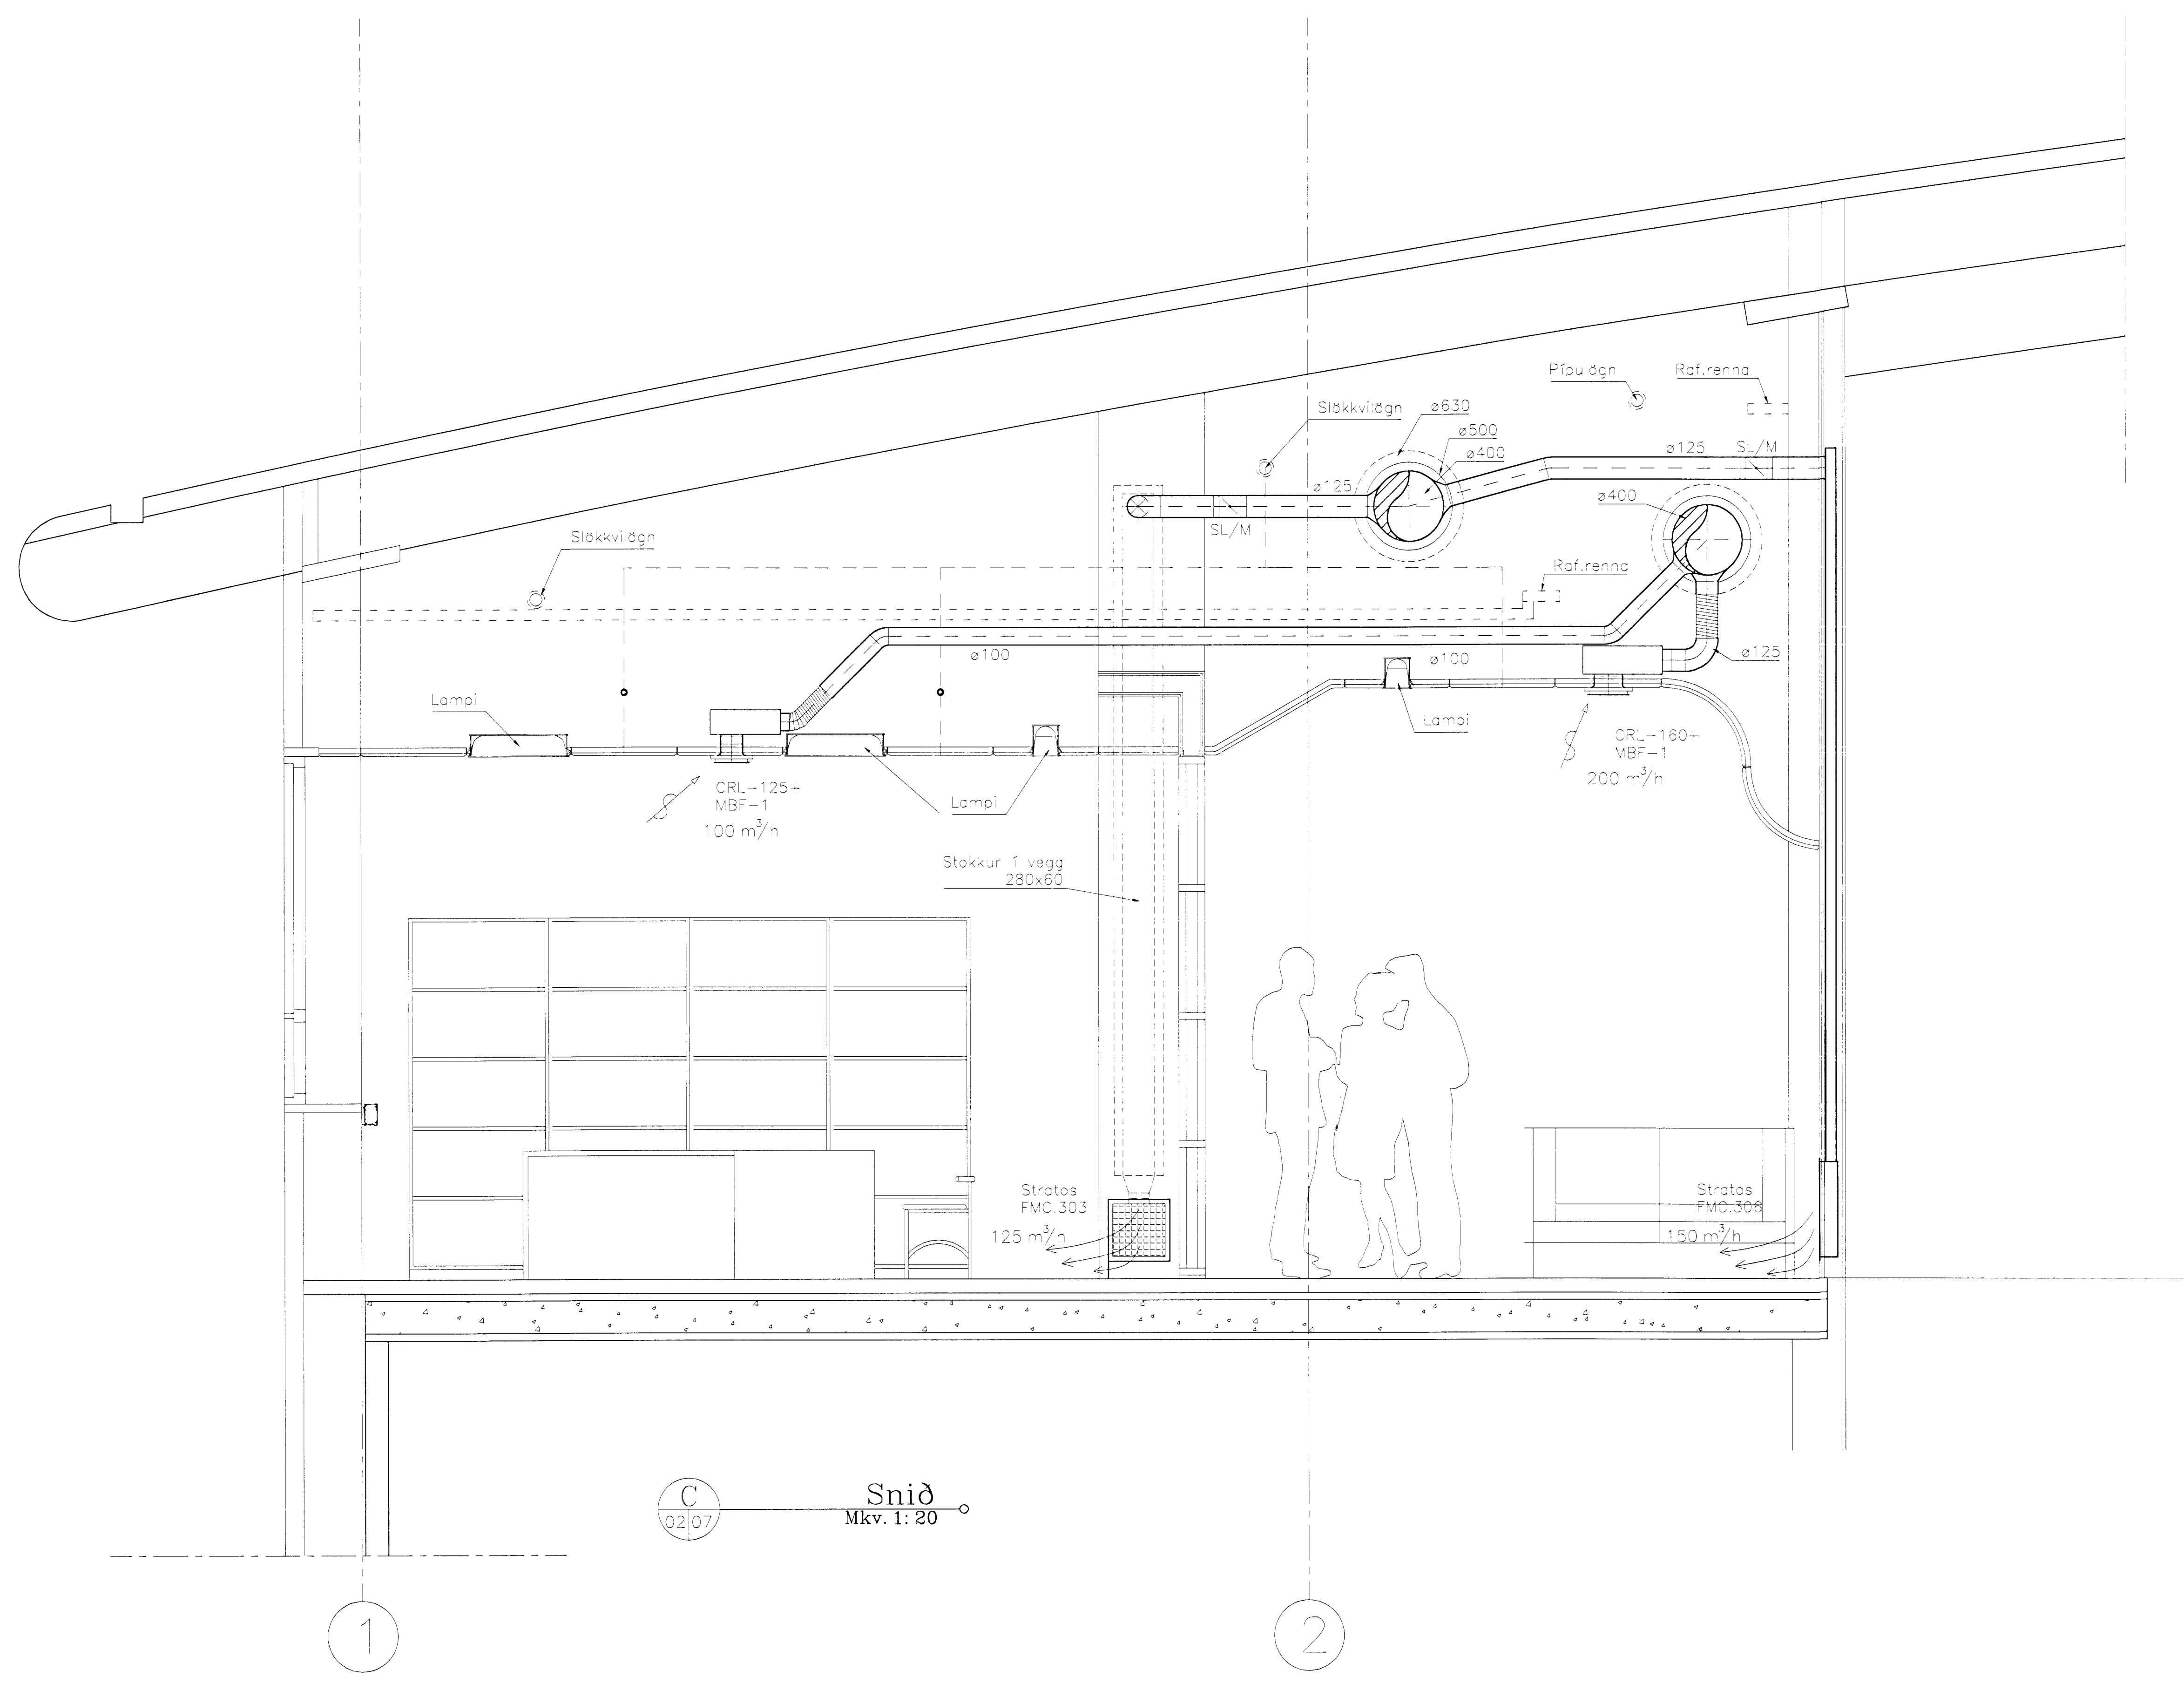 Pípulögn
Raf.renna
Slökkvilögn
ø630
ø500
ø400
ø125
SL/M
ø125
SL/M
ø400
Slökkvilögn
Raf.renna
ø100
ø100
ø125
Lampi
Lampi
CRL-160+
MBF-1
200 m³/h
CRL-125+
MBF-1
100 m³/h
Lampi
Stokkur í vegg
280x60
Stratos
FMC.303
125 m³/h
Stratos
FMC.306
150 m³/h
C
02 07
Snið
Mkv. 1:20
1
2